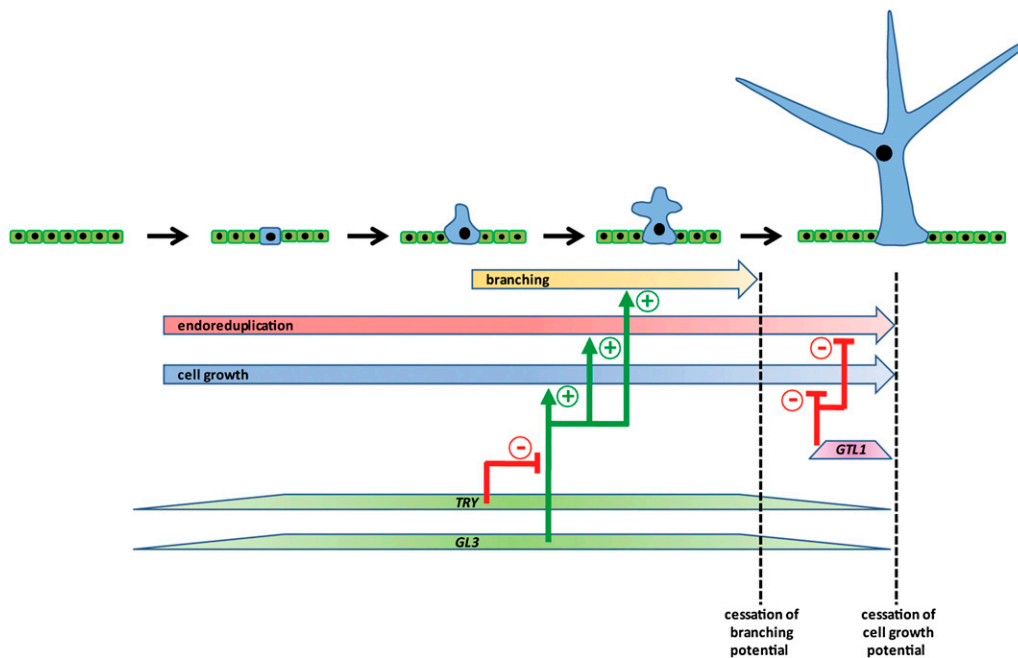 branching
+
endoreduplication
+
-
cell growth
+
-
GTL1
-
TRY
GL3
cessation of
branching
potential
cessation of
cell growth
potential